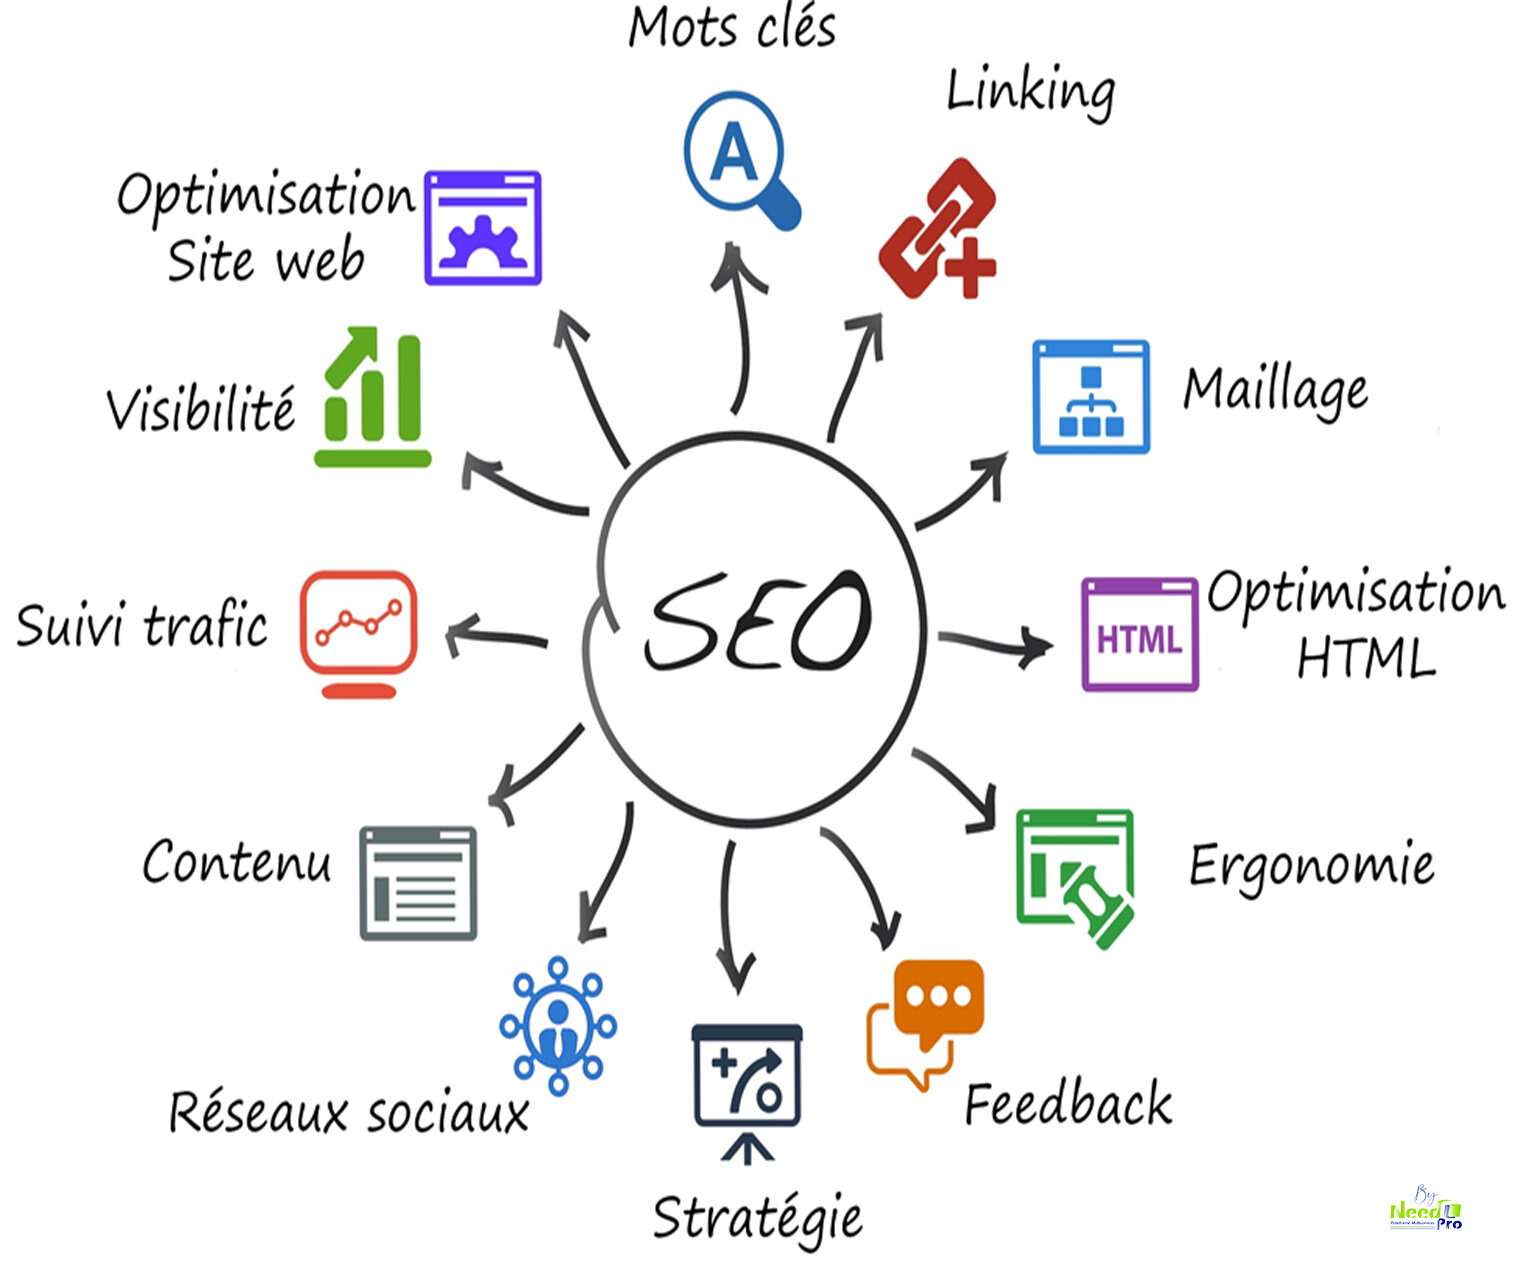 Mots clés
Linking
A
Optimisation
Site web
Maillage
Visibilité
SEO
Optimisation
HTML
HTML
Suivi trafic
Contenu
Ergonomie
Réseaux sociaux
Feedback
Stratégie
By
Need
Pro